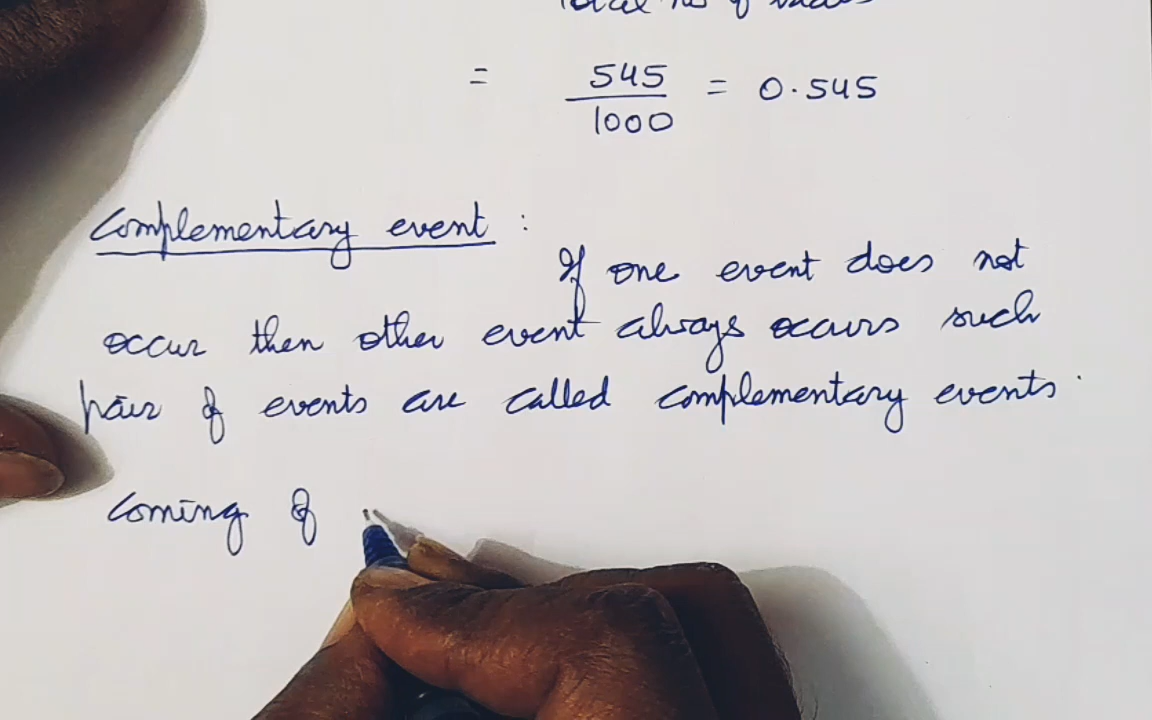 = 545/1000 = 0.545
Complementary event :
If one event does not
occur then other event always occurs such
pair of events are called complementary events.
Coming of